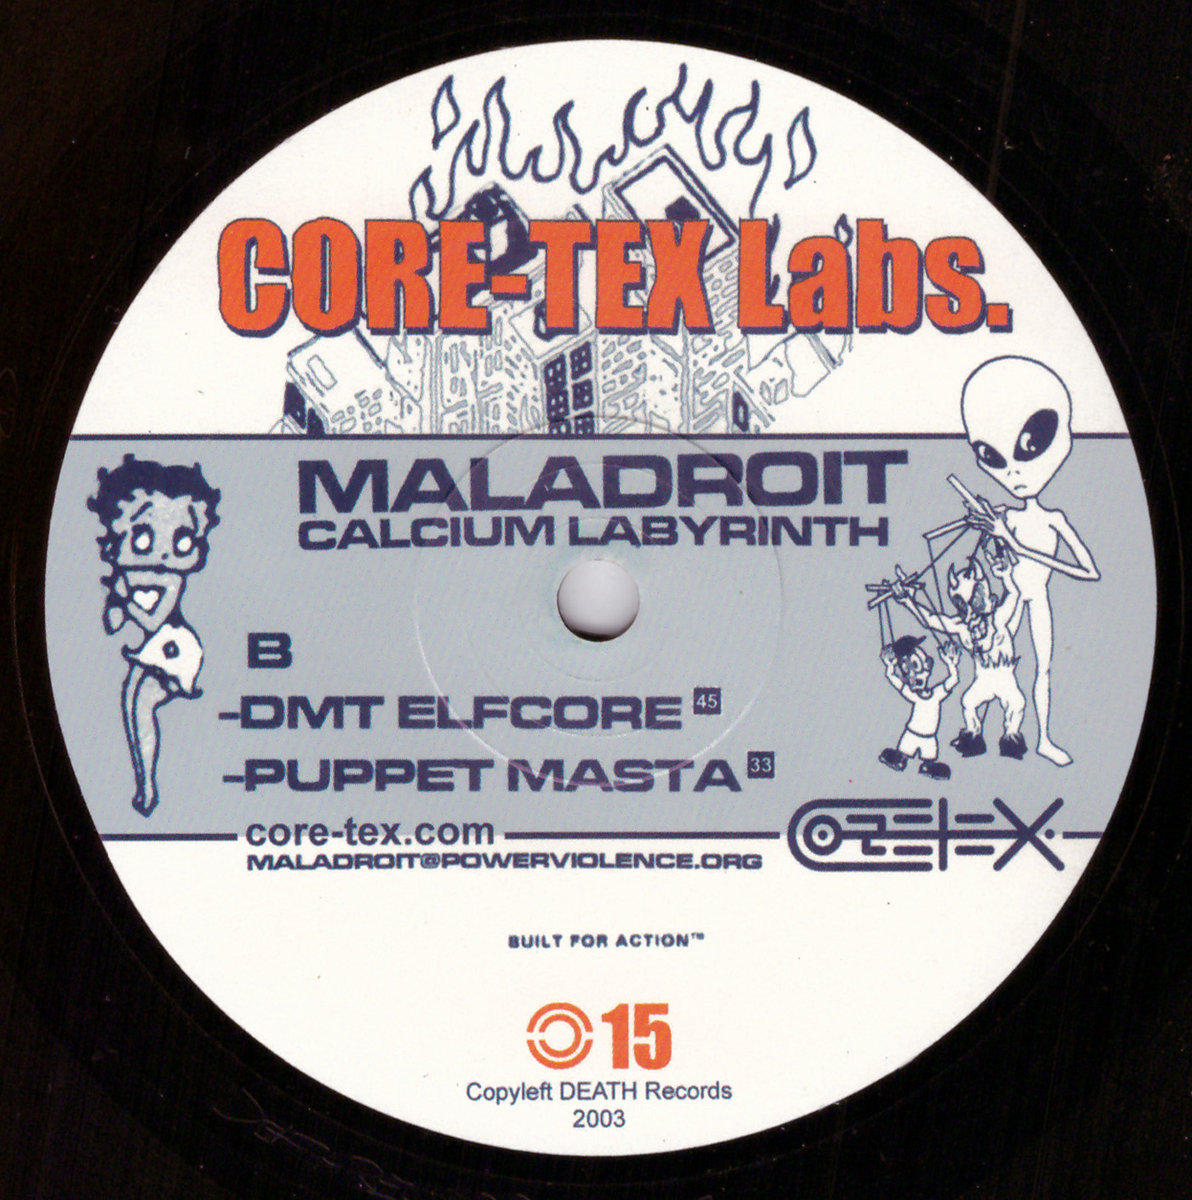 CORE-TEX Labs.
MALADROIT
CALCIUM LABYRINTH
B
-DMT ELFCORE 45
-PUPPET MASTA 33
core-tex.com
MALADROIT@POWERVIOLENCE.ORG
CORETEX
BUILT FOR ACTION™
15
Copyleft DEATH Records
2003